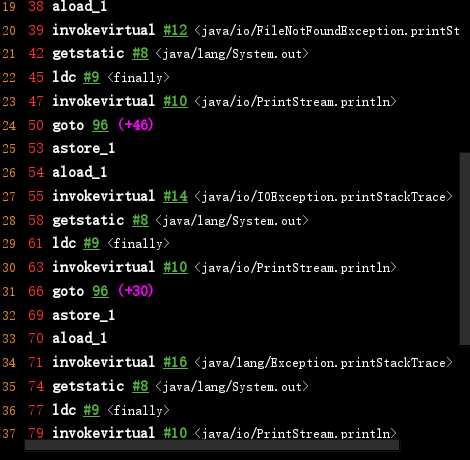 19 38 aload_1
20 39 invokevirtual #12 <java/io/FileNotFoundException.printSt
21 42 getstatic #8 <java/lang/System.out>
22 45 ldc #9 <finally>
23 47 invokevirtual #10 <java/io/PrintStream.println>
24 50 goto 96 (+46)
25 53 astore_1
26 54 aload_1
27 55 invokevirtual #14 <java/io/IOException.printStackTrace>
28 58 getstatic #8 <java/lang/System.out>
29 61 ldc #9 <finally>
30 63 invokevirtual #10 <java/io/PrintStream.println>
31 66 goto 96 (+30)
32 69 astore_1
33 70 aload_1
34 71 invokevirtual #16 <java/lang/Exception.printStackTrace>
35 74 getstatic #8 <java/lang/System.out>
36 77 ldc #9 <finally>
37 79 invokevirtual #10 <java/io/PrintStream.println>